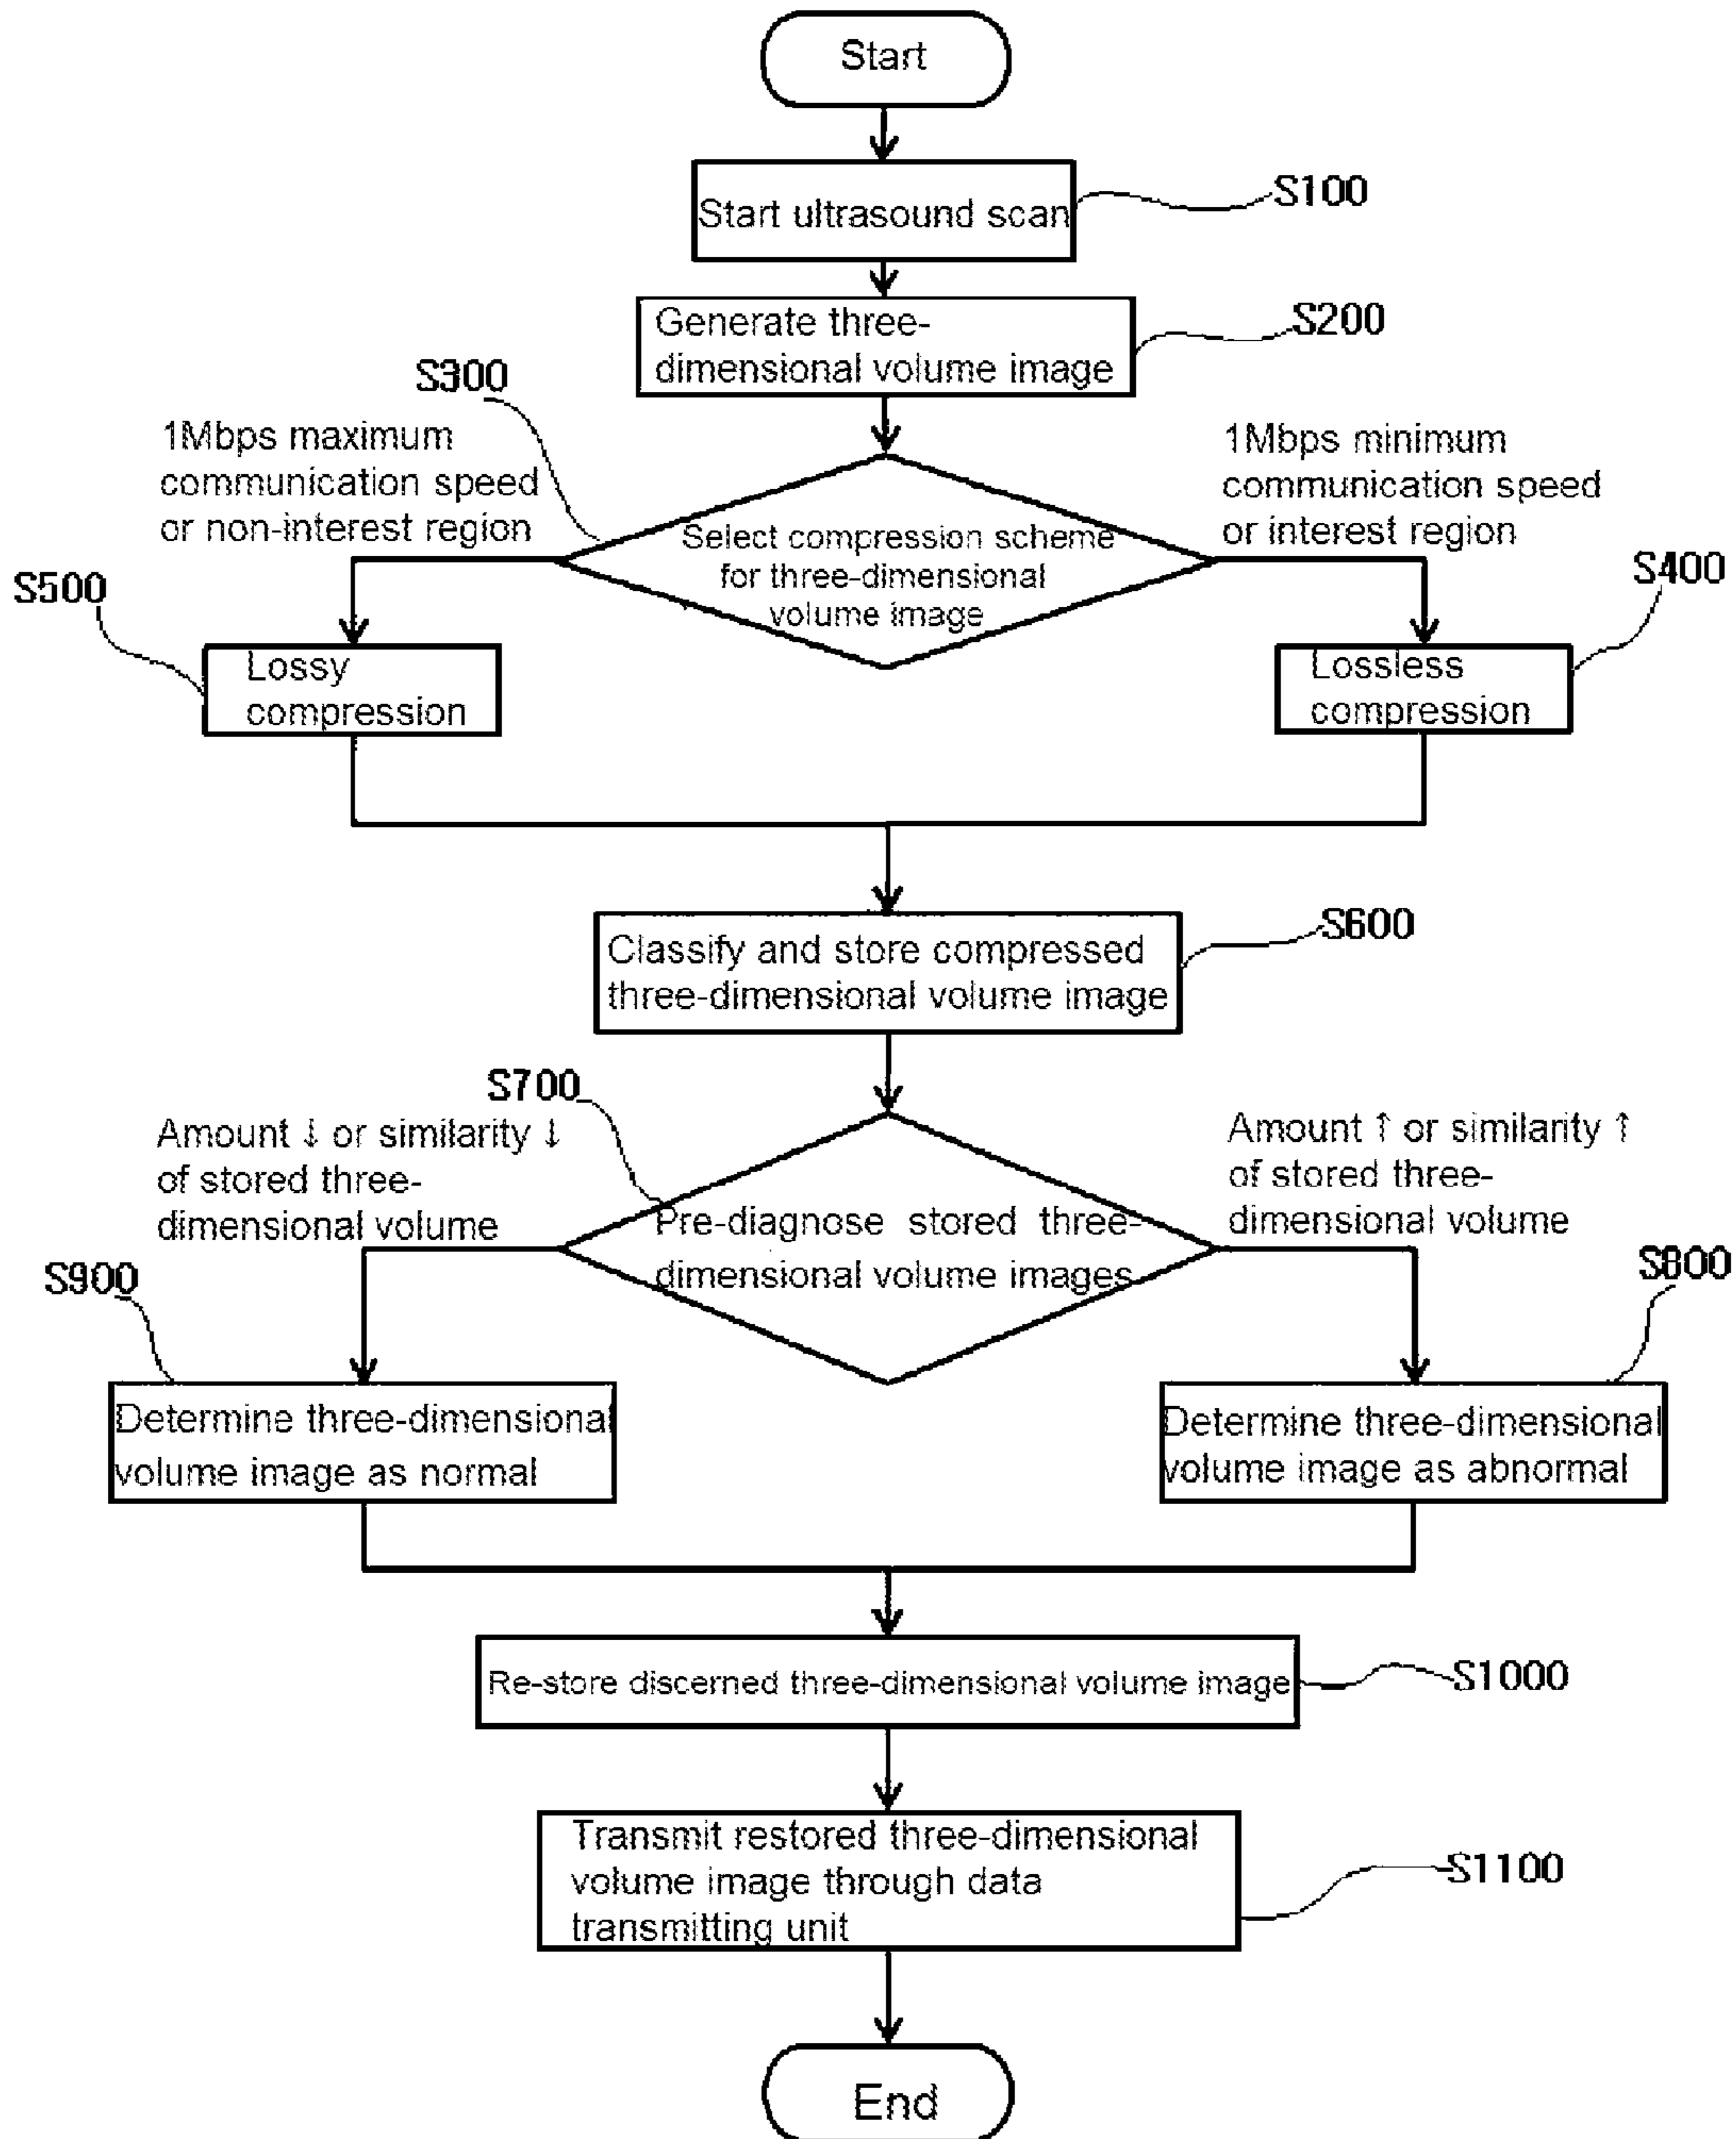 Start
Start ultrasound scan
S100
Generate three-
dimensional volume image
S200
S300
1Mbps maximum
communication speed
or non-interest region
1Mbps minimum
communication speed
or interest region
Select compression scheme
for three-dimensional
volume image
S500
Lossy
compression
S400
Lossless
compression
Classify and store compressed
three-dimensional volume image
S600
S700
Amount ↓ or similarity ↓
of stored three-
dimensional volume
Amount ↑ or similarity ↑
of stored three-
dimensional volume
Pre-diagnose stored three-
dimensional volume images
S900
Determine three-dimensional
volume image as normal
S800
Determine three-dimensional
volume image as abnormal
Re-store discerned three-dimensional volume image
S1000
Transmit restored three-dimensional
volume image through data
transmitting unit
S1100
End